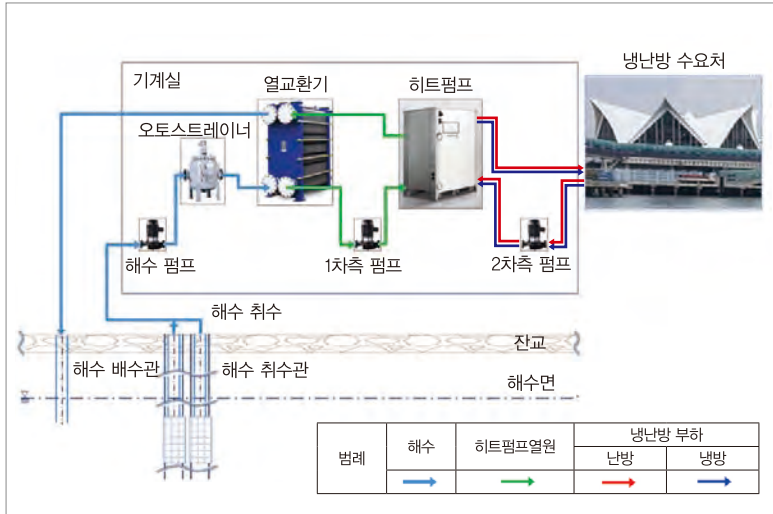 냉난방 수요처
기계실
열교환기
히트펌프
오토스트레이너
해수 펌프
1차측 펌프
2차측 펌프
해수 취수
잔교
해수 배수관
해수 취수관
해수면
범례
해수
히트펌프열원
냉난방 부하
난방
냉방